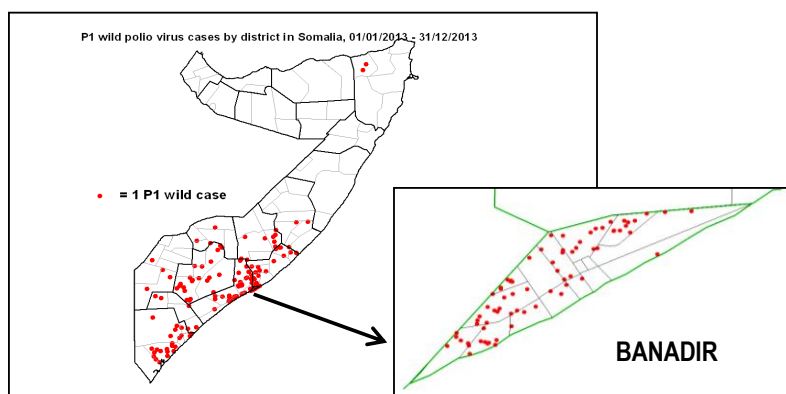 P1 wild polio virus cases by district in Somalia, 01/01/2013 - 31/12/2013
= 1 P1 wild case
BANADIR